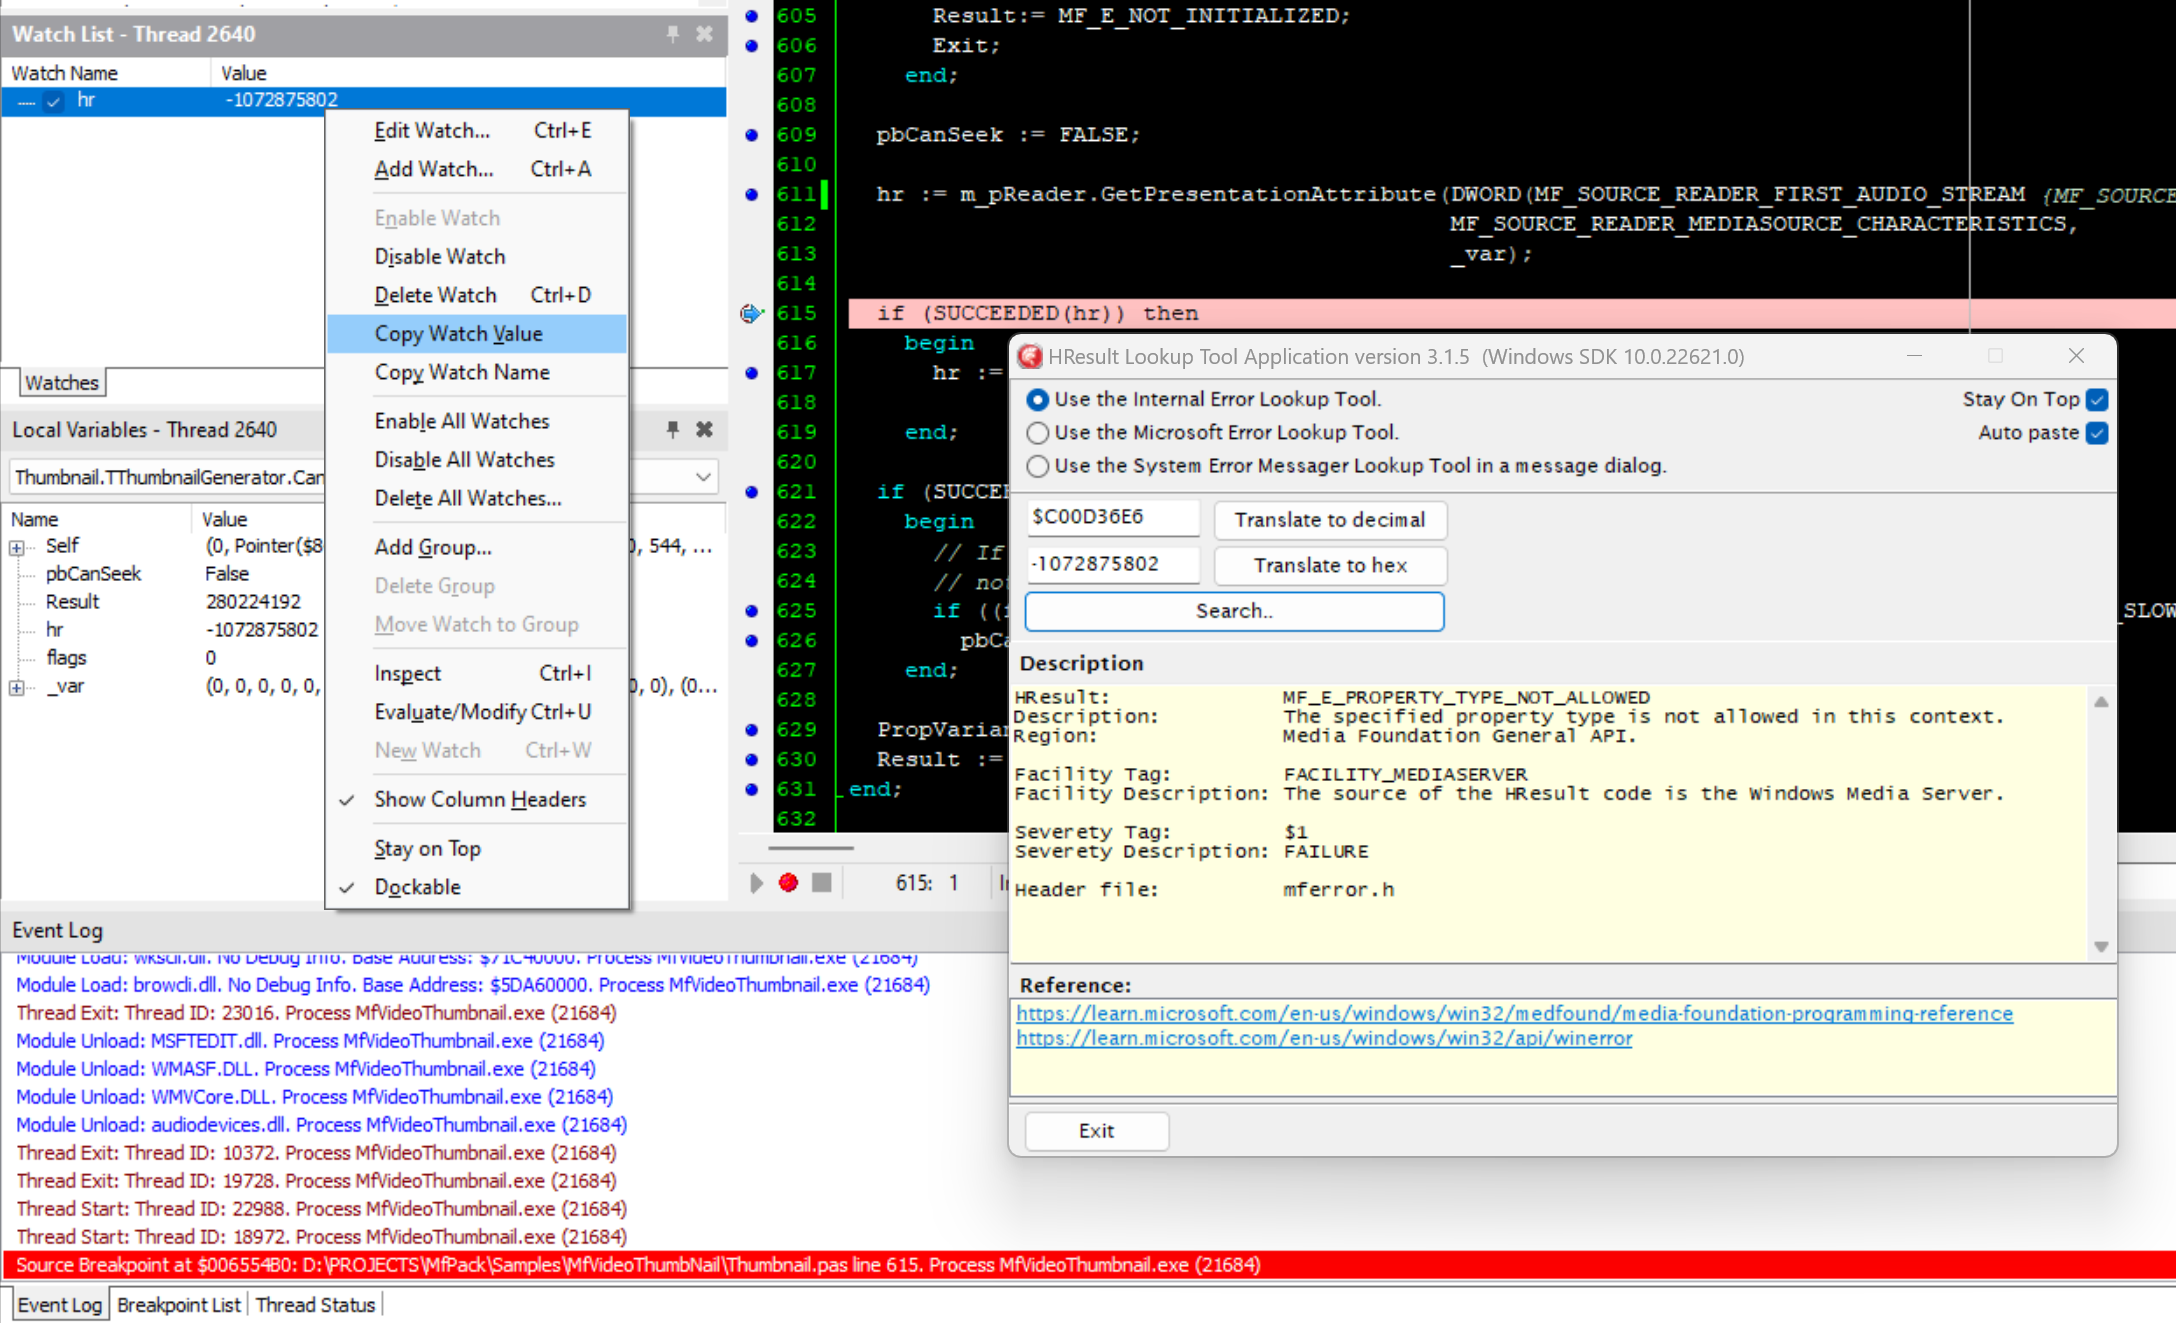 Watch List - Thread 2640
Watch Name Value
hr -1072875802
Edit Watch... Ctrl+E
Add Watch... Ctrl+A
Enable Watch
Disable Watch
Delete Watch Ctrl+D
Copy Watch Value
Copy Watch Name
Enable All Watches
Disable All Watches
Delete All Watches...
Add Group...
Delete Group
Move Watch to Group
Inspect Ctrl+I
Evaluate/Modify Ctrl+U
New Watch Ctrl+W
Show Column Headers
Stay on Top
Dockable
Watches
Local Variables - Thread 2640
Thumbnail.TThumbnailGenerator.Can
Name Value
Self (0, Pointer($8 0, 544, ...
pbCanSeek False
Result 280224192
hr -1072875802
flags 0
_var (0, 0, 0, 0, 0, 0, 0), (0...
605 Result:= MF_E_NOT_INITIALIZED;
606 Exit;
607 end;
608
609 pbCanSeek := FALSE;
610
611 hr := m_pReader.GetPresentationAttribute(DWORD(MF_SOURCE_READER_FIRST_AUDIO_STREAM {MF_SOURCE
612 MF_SOURCE_READER_MEDIASOURCE_CHARACTERISTICS,
613 _var);
614
615 if (SUCCEEDED(hr)) then
616 begin
617 hr :=
618
619 end;
620
621 if (SUCCEE
622 begin
623 // If
624 // no
625 if (( _SLOW
626 pbCa
627 end;
628
629 PropVarian
630 Result :=
631 end;
632
615: 1
HResult Lookup Tool Application version 3.1.5 (Windows SDK 10.0.22621.0)
Use the Internal Error Lookup Tool. Stay On Top
Use the Microsoft Error Lookup Tool. Auto paste
Use the System Error Messager Lookup Tool in a message dialog.
$C00D36E6 Translate to decimal
-1072875802 Translate to hex
Search..
Description
HResult: MF_E_PROPERTY_TYPE_NOT_ALLOWED
Description: The specified property type is not allowed in this context.
Region: Media Foundation General API.
Facility Tag: FACILITY_MEDIASERVER
Facility Description: The source of the HResult code is the Windows Media Server.
Severety Tag: $1
Severety Description: FAILURE
Header file: mferror.h
Reference:
https://learn.microsoft.com/en-us/windows/win32/medfound/media-foundation-programming-reference
https://learn.microsoft.com/en-us/windows/win32/api/winerror
Exit
Event Log
Module Load: wkscli.dll. No Debug Info. Base Address: $71C40000. Process MfVideoThumbnail.exe (21684)
Module Load: browcli.dll. No Debug Info. Base Address: $5DA60000. Process MfVideoThumbnail.exe (21684)
Thread Exit: Thread ID: 23016. Process MfVideoThumbnail.exe (21684)
Module Unload: MSFTEDIT.dll. Process MfVideoThumbnail.exe (21684)
Module Unload: WMASF.DLL. Process MfVideoThumbnail.exe (21684)
Module Unload: WMVCore.DLL. Process MfVideoThumbnail.exe (21684)
Module Unload: audiodevices.dll. Process MfVideoThumbnail.exe (21684)
Thread Exit: Thread ID: 10372. Process MfVideoThumbnail.exe (21684)
Thread Exit: Thread ID: 19728. Process MfVideoThumbnail.exe (21684)
Thread Start: Thread ID: 22988. Process MfVideoThumbnail.exe (21684)
Thread Start: Thread ID: 18972. Process MfVideoThumbnail.exe (21684)
Source Breakpoint at $006554B0: D:\PROJECTS\MfPack\Samples\MfVideoThumbNail\Thumbnail.pas line 615. Process MfVideoThumbnail.exe (21684)
Event Log Breakpoint List Thread Status